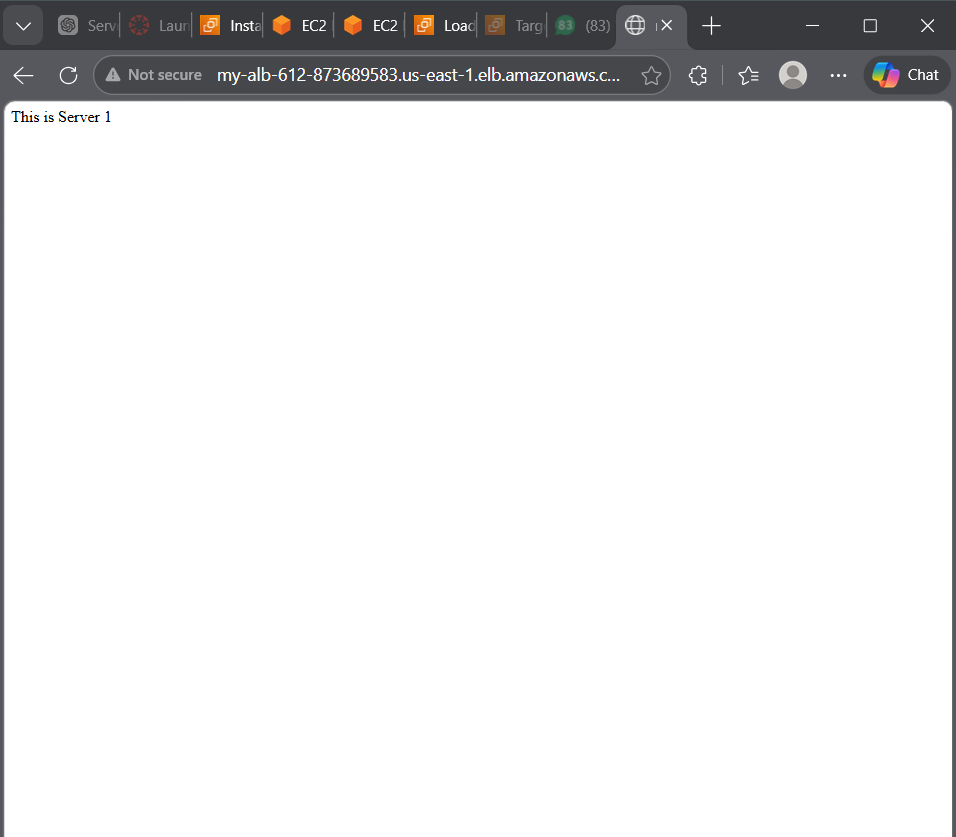 Serv
Laun
Insta
EC2
EC2
Load
Targ
83 (83)
Not secure my-alb-612-873689583.us-east-1.elb.amazonaws.c...
Chat
This is Server 1